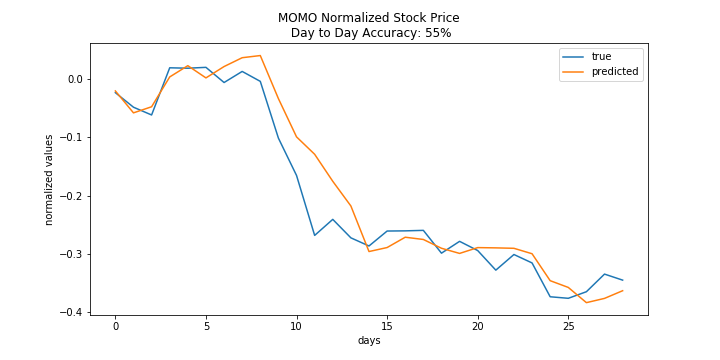 MOMO Normalized Stock Price
Day to Day Accuracy: 55%
true
predicted
normalized values
0.0
−0.1
−0.2
−0.3
−0.4
0
5
10
15
20
25
days